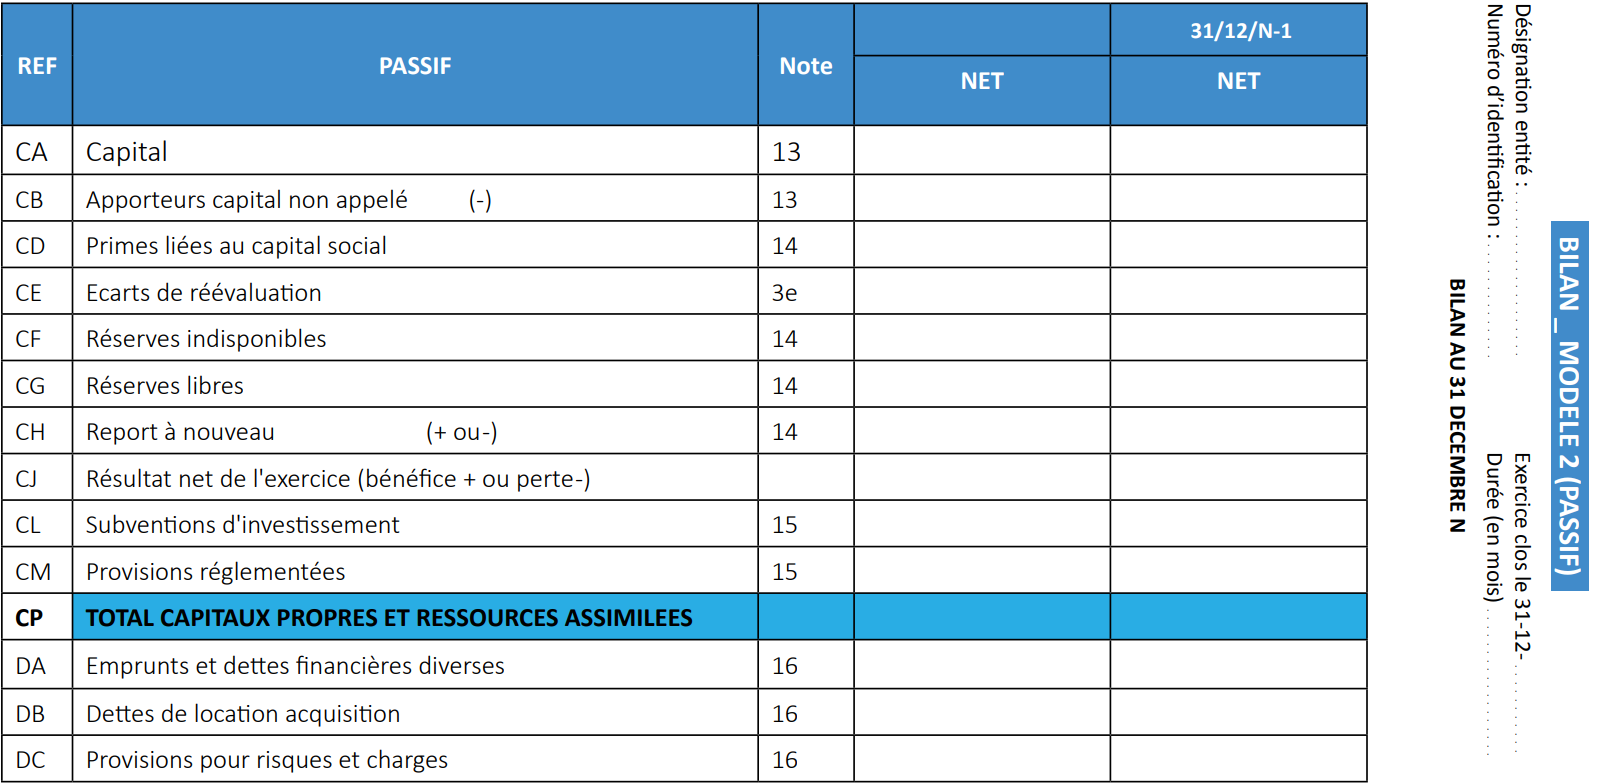 REF PASSIF Note 31/12/N-1
NET NET
CA Capital 13
CB Apporteurs capital non appelé (-) 13
CD Primes liées au capital social 14
CE Ecarts de réévaluation 3e
CF Réserves indisponibles 14
CG Réserves libres 14
CH Report à nouveau (+ ou-) 14
CJ Résultat net de l'exercice (bénéfice + ou perte-)
CL Subventions d'investissement 15
CM Provisions réglementées 15
CP TOTAL CAPITAUX PROPRES ET RESSOURCES ASSIMILEES
DA Emprunts et dettes financières diverses 16
DB Dettes de location acquisition 16
DC Provisions pour risques et charges 16
BILAN _ MODELE 2 (PASSIF)
Désignation entité : .................... Exercice clos le 31-12-..........
Numéro d'identification : ............. Durée (en mois) .................
BILAN AU 31 DECEMBRE N